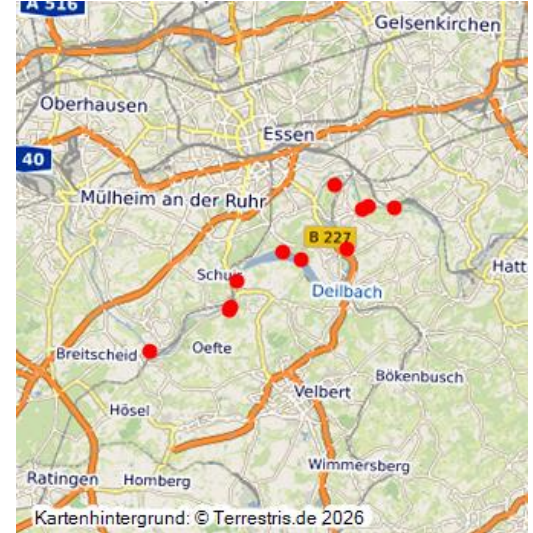 A 516
Gelsenkirchen
Oberhausen
Essen
40
Mülheim an der Ruhr
B 227
Hatt
Schuir
Deilbach
Breitscheid
Oefte
Bökenbusch
Velbert
Hösel
Wimmersberg
Ratingen
Homberg
Kartenhintergrund: © Terrestris.de 2026